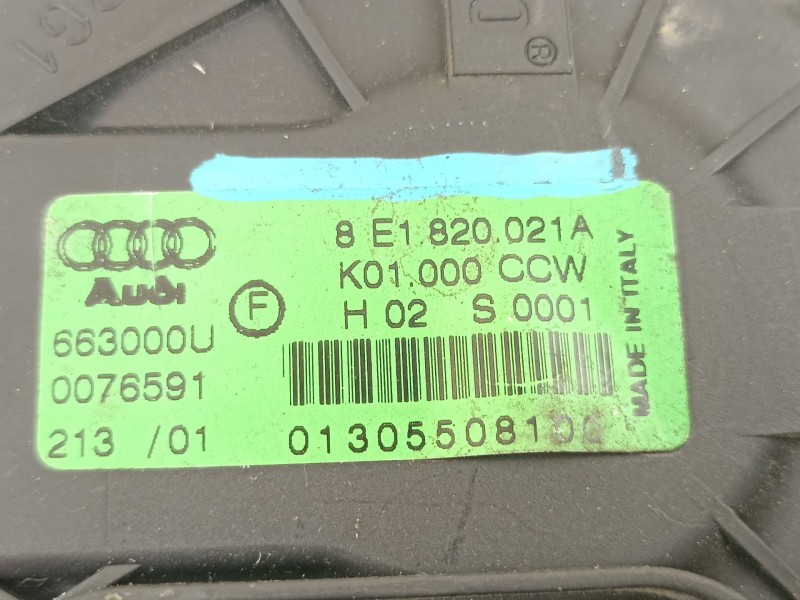 ®
8 E1 820 021A
K01.000 CCW
H 02 S 0001
Audi
F
663000U
0076591
213 /01
MADE IN ITALY